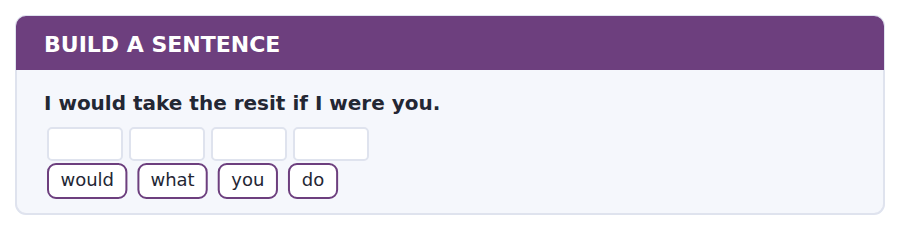 BUILD A SENTENCE
I would take the resit if I were you.
would what you do